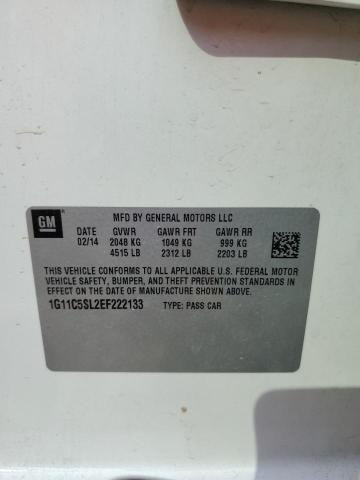 GM
MFD BY GENERAL MOTORS LLC
DATE GVWR GAWR FRT GAWR RR
02/14 2048 KG 1049 KG 999 KG
4515 LB 2312 LB 2203 LB
THIS VEHICLE CONFORMS TO ALL APPLICABLE U.S. FEDERAL MOTOR
VEHICLE SAFETY, BUMPER, AND THEFT PREVENTION STANDARDS IN
EFFECT ON THE DATE OF MANUFACTURE SHOWN ABOVE.
1G11C5SL2EF222133 TYPE: PASS CAR